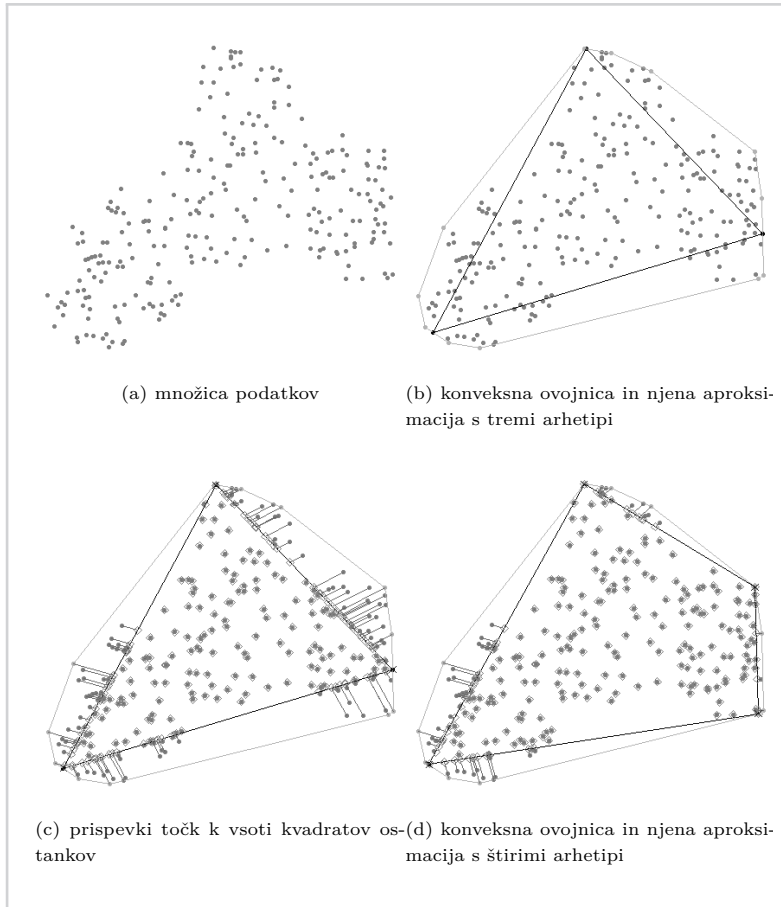 (a) množica podatkov
(b) konveksna ovojnica in njena aproksi-
macija s tremi arhetipi
(c) prispevki točk k vsoti kvadratov os-
tankov
(d) konveksna ovojnica in njena aproksi-
macija s štirimi arhetipi